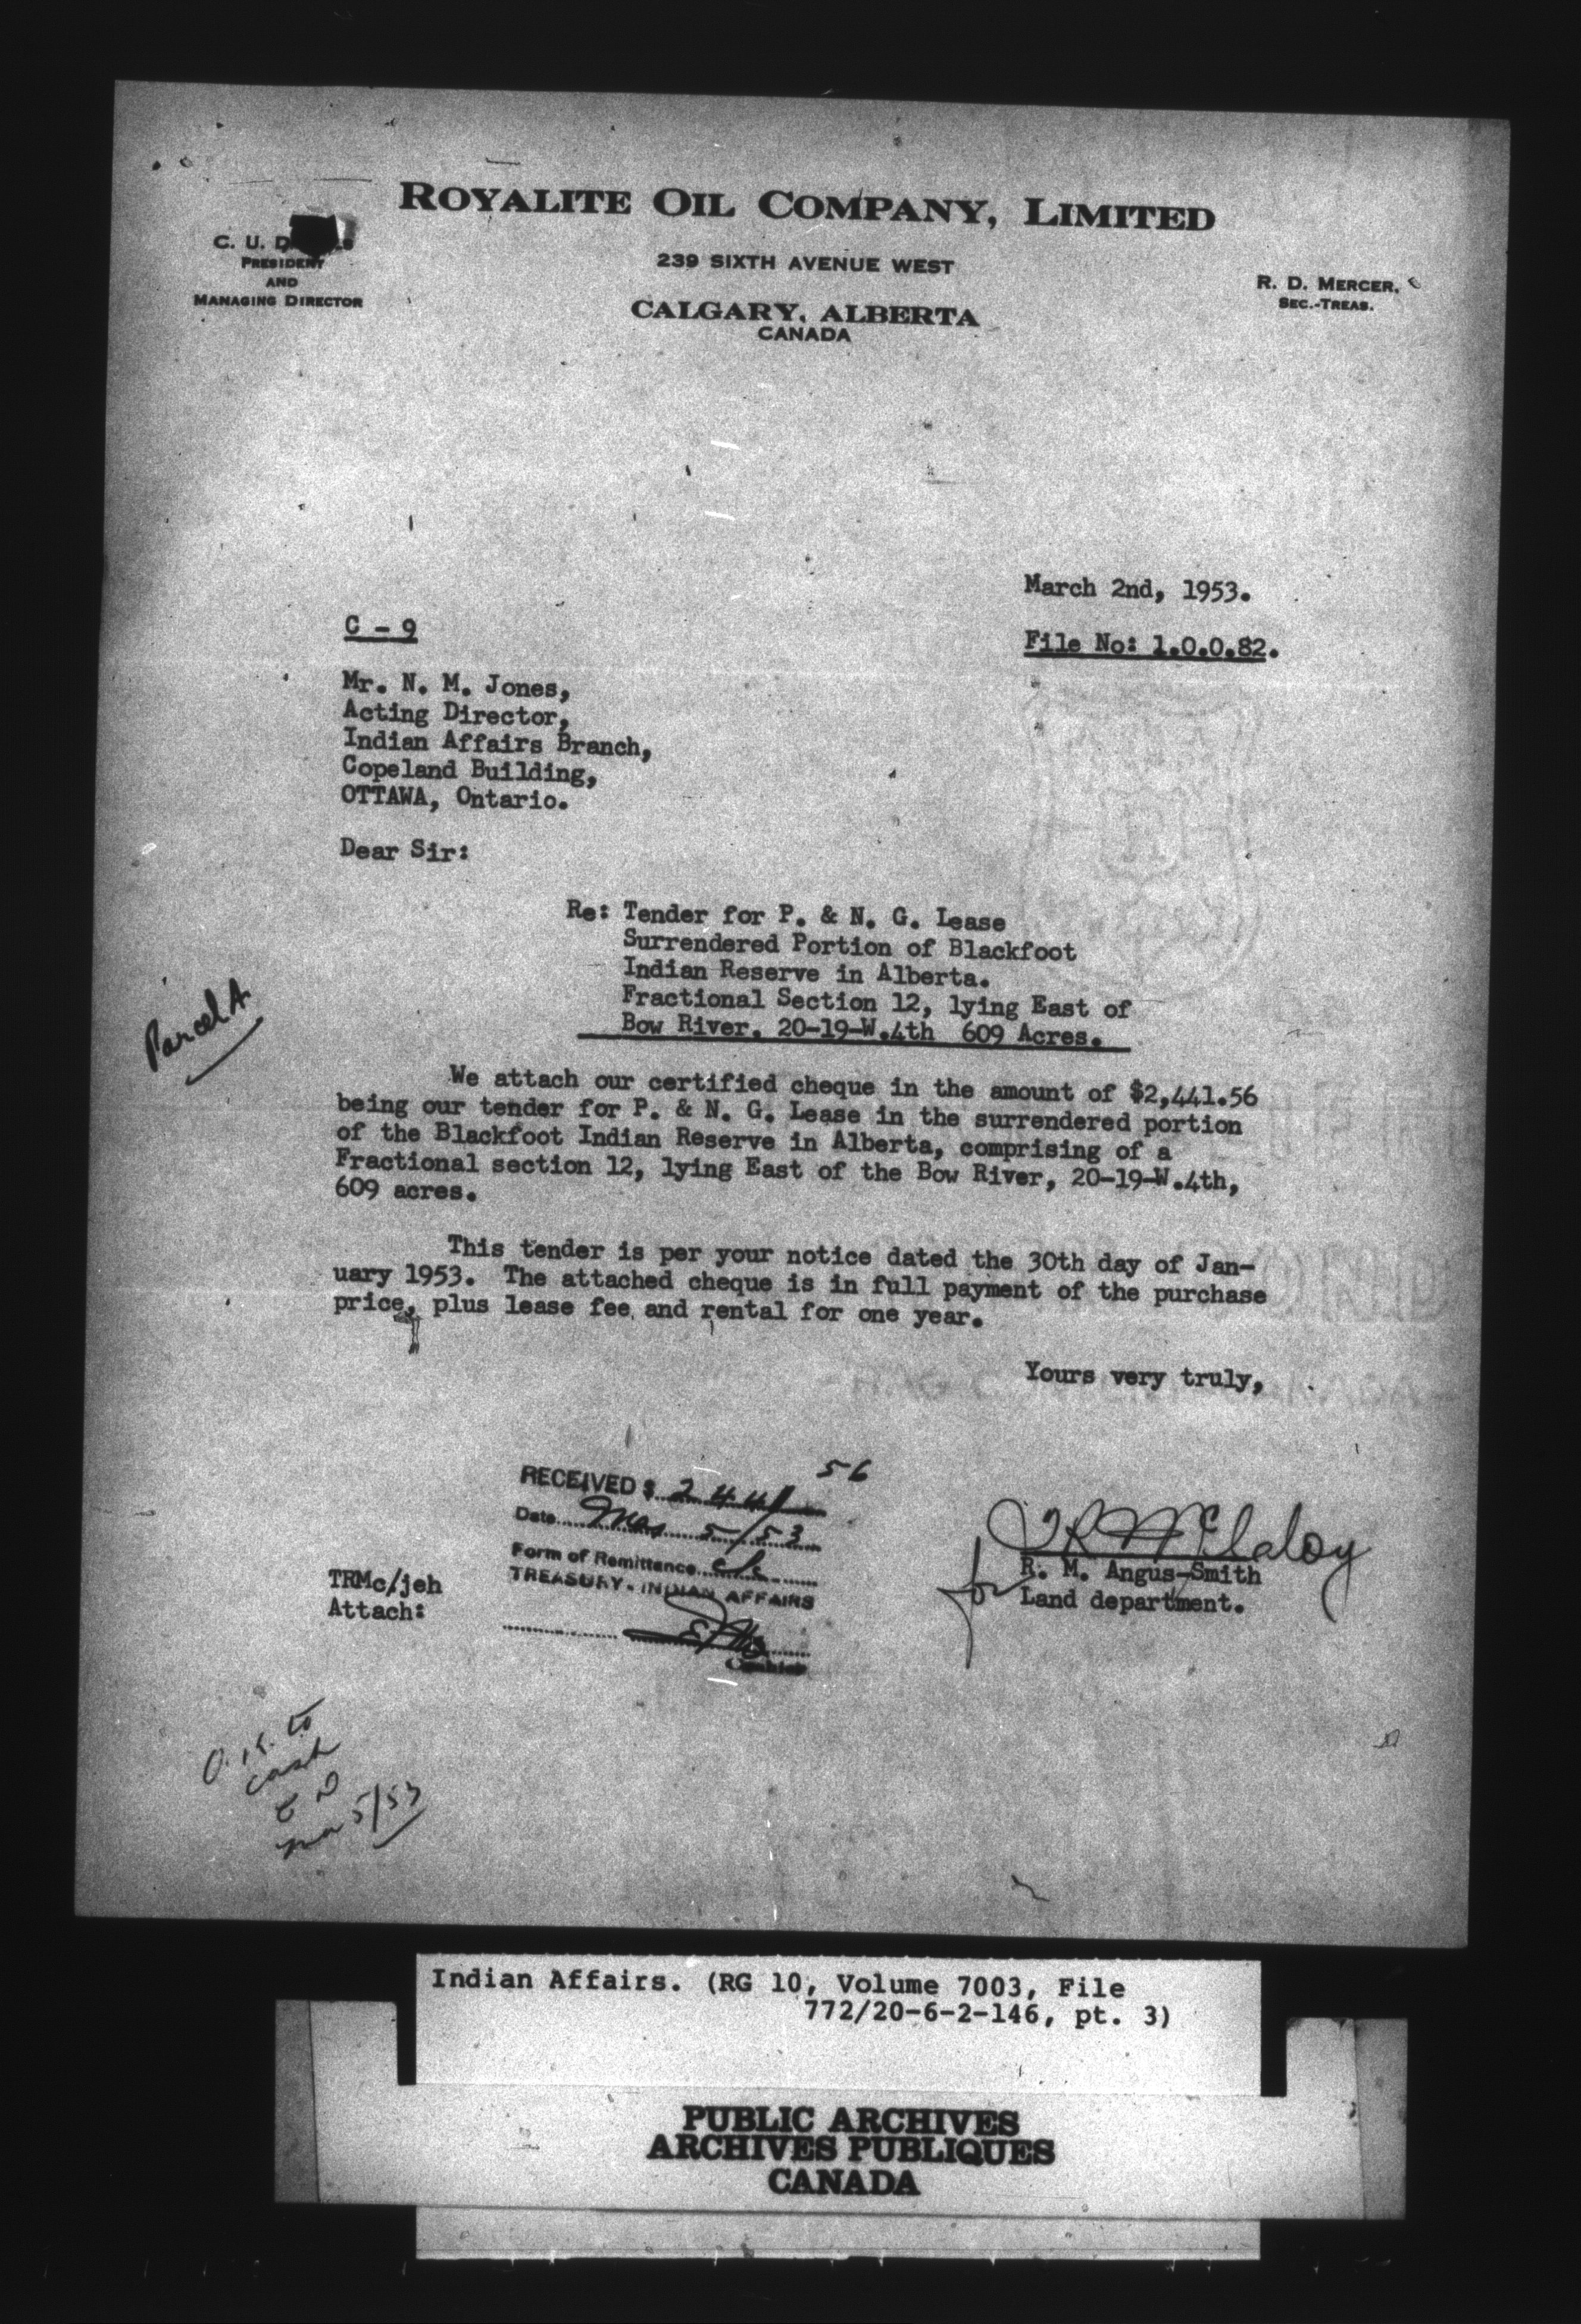 ROYALITE OIL COMPANY, LIMITED
C. U.
PRESIDENT
AND
MANAGING DIRECTOR
239 SIXTH AVENUE WEST
CALGARY, ALBERTA
CANADA
R. D. MERCER,
SEC.-TREAS.
March 2nd, 1953.
C - 9
File No: 1.0.0.82.
Mr. N. M. Jones,
Acting Director,
Indian Affairs Branch,
Copeland Building,
OTTAWA, Ontario.
Dear Sir:
Re: Tender for P. & N. G. Lease
Surrendered Portion of Blackfoot
Indian Reserve in Alberta.
Fractional Section 12, lying East of
Bow River. 20-19-W.4th 609 Acres.
Parcel A
We attach our certified cheque in the amount of $2,441.56
being our tender for P. & N. G. Lease in the surrendered portion
of the Blackfoot Indian Reserve in Alberta, comprising of a
Fractional section 12, lying East of the Bow River, 20-19-W.4th,
609 acres.
This tender is per your notice dated the 30th day of Jan-
uary 1953. The attached cheque is in full payment of the purchase
price, plus lease fee and rental for one year.
Yours very truly,
RECEIVED $ 2441 56
Date Mar 5/53
Form of Remittance
TREASURY - INDIAN AFFAIRS
Cashier
for
R. M. Angus-Smith
Land department.
TRMc/jeh
Attach:
O.K. to
cash
5/53
Indian Affairs. (RG 10, Volume 7003, File
772/20-6-2-146, pt. 3)
PUBLIC ARCHIVES
ARCHIVES PUBLIQUES
CANADA